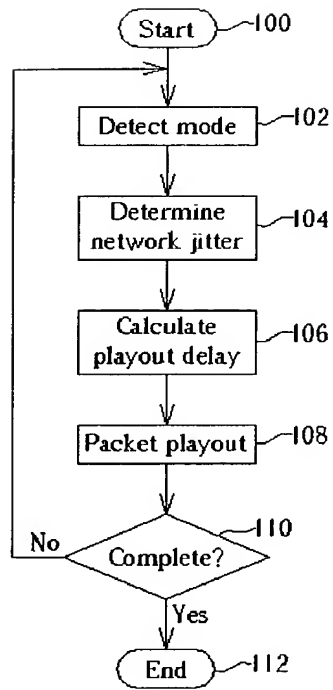 Start
100
Detect mode
102
Determine
network jitter
104
Calculate
playout delay
106
Packet playout
108
110
No
Complete?
Yes
End
112